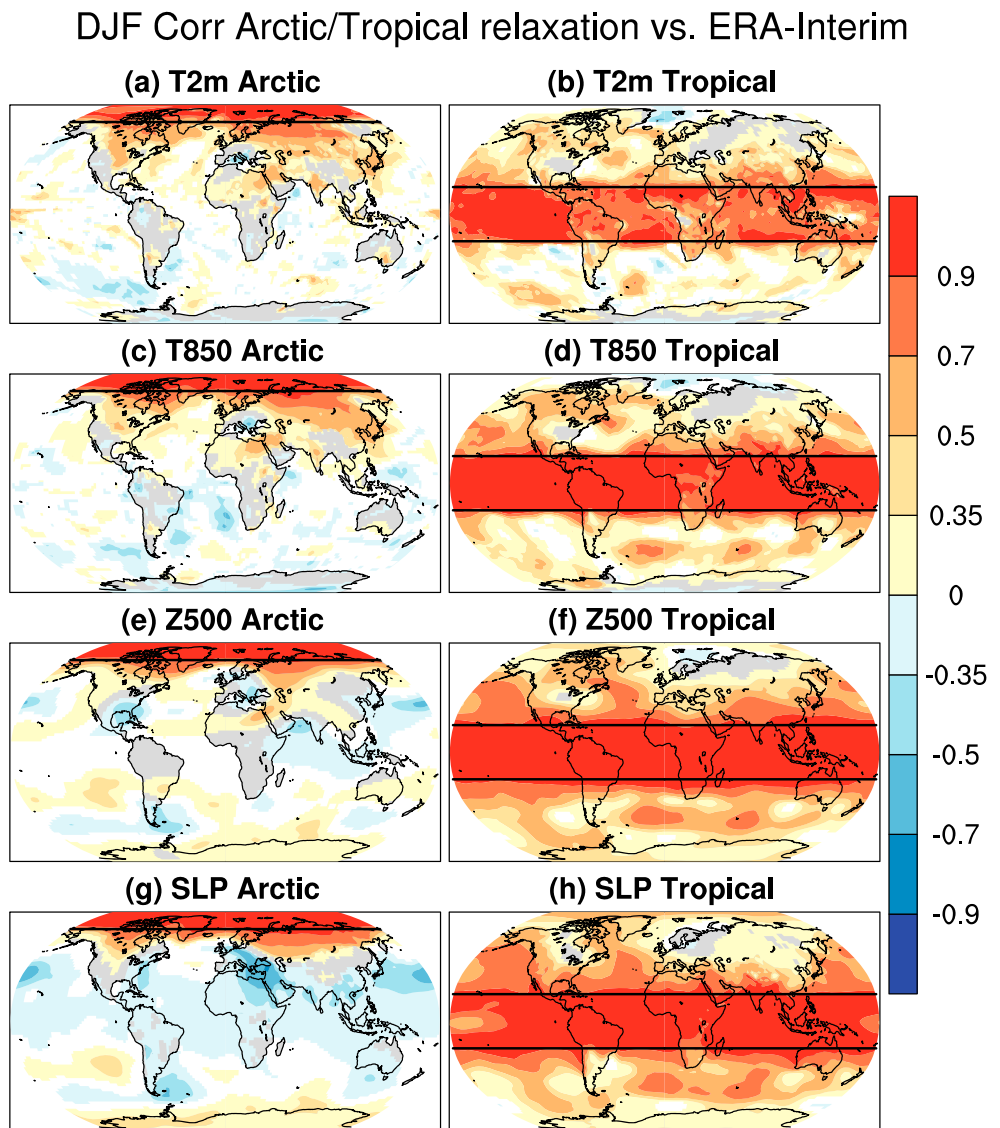 DJF Corr Arctic/Tropical relaxation vs. ERA-Interim
(a) T2m Arctic
(b) T2m Tropical
(c) T850 Arctic
(d) T850 Tropical
(e) Z500 Arctic
(f) Z500 Tropical
(g) SLP Arctic
(h) SLP Tropical
0.9
0.7
0.5
0.35
0
-0.35
-0.5
-0.7
-0.9